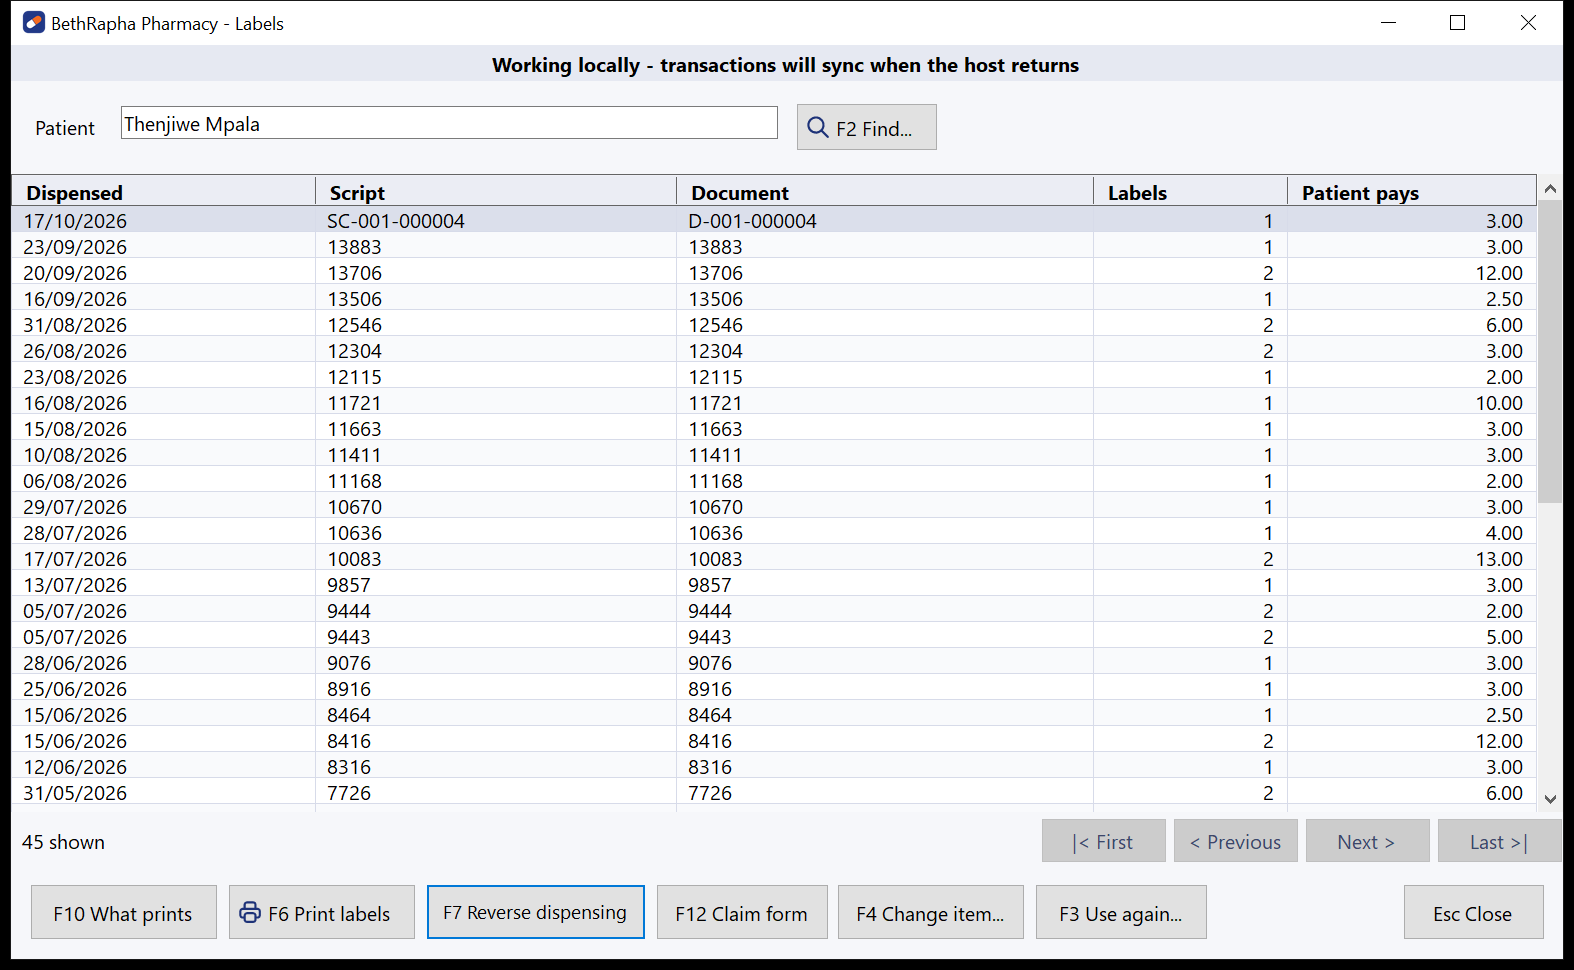 BethRapha Pharmacy - Labels
Working locally - transactions will sync when the host returns
Patient Thenjiwe Mpala F2 Find...
Dispensed Script Document Labels Patient pays
17/10/2026 SC-001-000004 D-001-000004 1 3.00
23/09/2026 13883 13883 1 3.00
20/09/2026 13706 13706 2 12.00
16/09/2026 13506 13506 1 2.50
31/08/2026 12546 12546 2 6.00
26/08/2026 12304 12304 2 3.00
23/08/2026 12115 12115 1 2.00
16/08/2026 11721 11721 1 10.00
15/08/2026 11663 11663 1 3.00
10/08/2026 11411 11411 1 3.00
06/08/2026 11168 11168 1 2.00
29/07/2026 10670 10670 1 3.00
28/07/2026 10636 10636 1 4.00
17/07/2026 10083 10083 2 13.00
13/07/2026 9857 9857 1 3.00
05/07/2026 9444 9444 2 2.00
05/07/2026 9443 9443 2 5.00
28/06/2026 9076 9076 1 3.00
25/06/2026 8916 8916 1 3.00
15/06/2026 8464 8464 1 2.50
15/06/2026 8416 8416 2 12.00
12/06/2026 8316 8316 1 3.00
31/05/2026 7726 7726 2 6.00
45 shown |< First < Previous Next > Last >|
F10 What prints F6 Print labels F7 Reverse dispensing F12 Claim form F4 Change item... F3 Use again... Esc Close